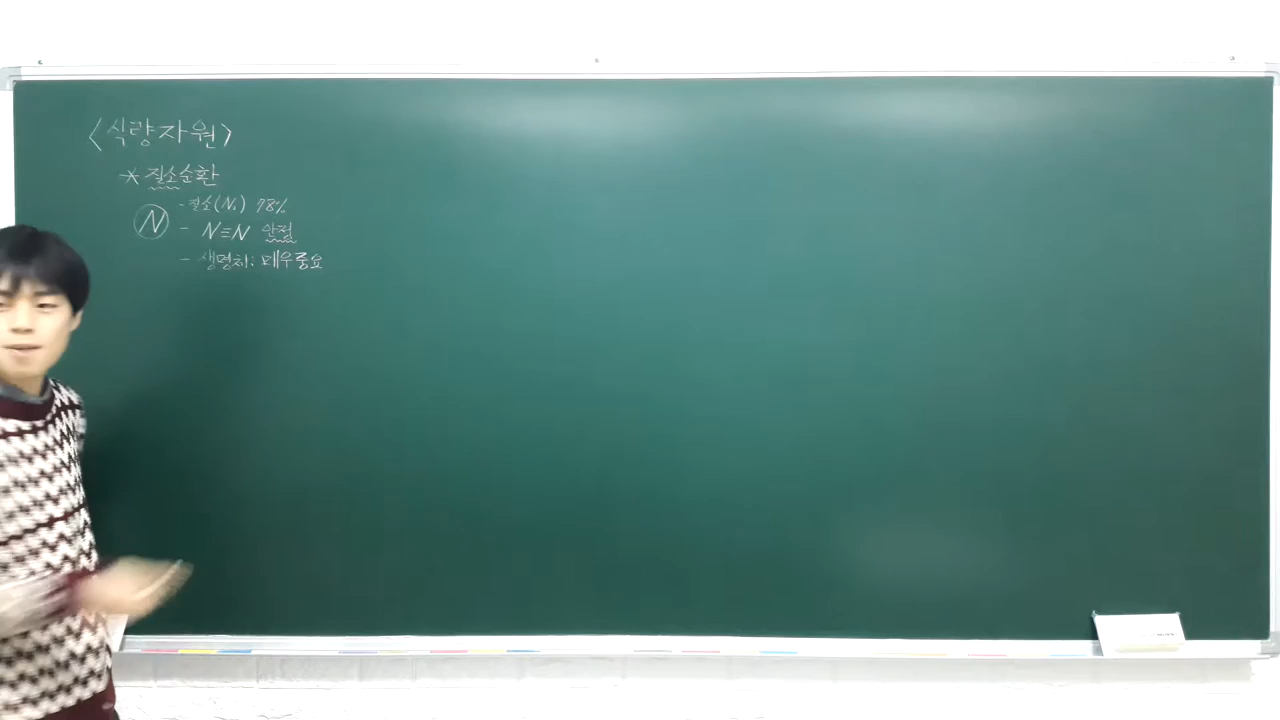 <식량자원>
* 질소순환
- 질소(N₂) 78%
Ⓝ - N≡N 안정
- 생명체: 매우중요